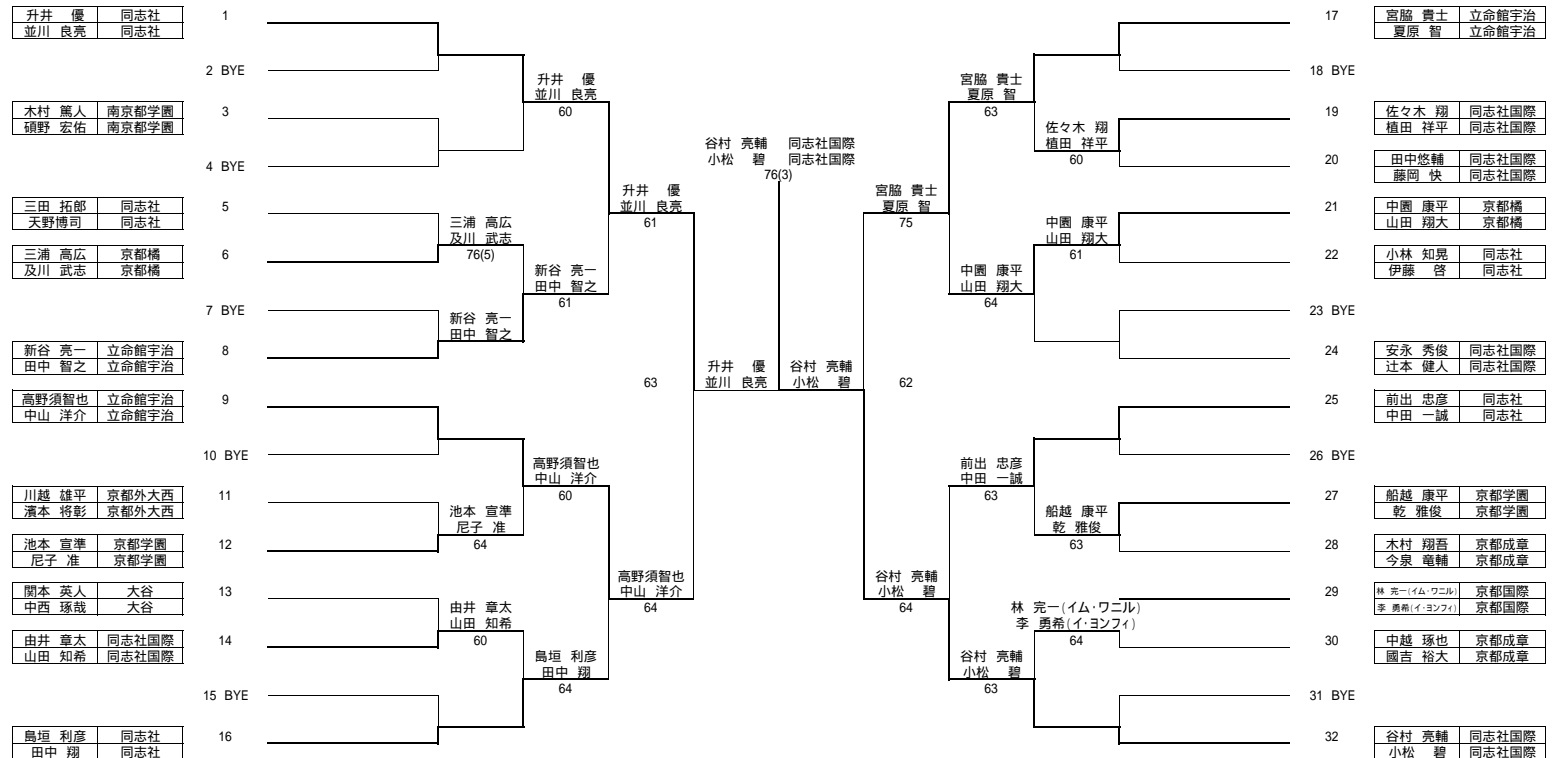 升井 優 同志社 1
並川 良亮 同志社
2 BYE
木村 篤人 南京都学園 3
碩野 宏佑 南京都学園
4 BYE
三田 拓郎 同志社 5
天野博司 同志社
三浦 高広 京都橘 6
及川 武志 京都橘
7 BYE
新谷 亮一 立命館宇治 8
田中 智之 立命館宇治
高野須智也 立命館宇治 9
中山 洋介 立命館宇治
10 BYE
川越 雄平 京都外大西 11
濱本 将彰 京都外大西
池本 宣準 京都学園 12
尼子 准 京都学園
関本 英人 大谷 13
中西 琢哉 大谷
由井 章太 同志社国際 14
山田 知希 同志社国際
15 BYE
島垣 利彦 同志社 16
田中 翔 同志社
三浦 高広
及川 武志
76(5)
新谷 亮一
田中 智之
池本 宣準
尼子 准
64
由井 章太
山田 知希
60
升井 優
並川 良亮
60
新谷 亮一
田中 智之
61
高野須智也
中山 洋介
60
島垣 利彦
田中 翔
64
升井 優
並川 良亮
61
高野須智也
中山 洋介
64
63
升井 優
並川 良亮
谷村 亮輔 同志社国際
小松 碧 同志社国際
76(3)
谷村 亮輔
小松 碧
62
宮脇 貴士
夏原 智
75
谷村 亮輔
小松 碧
64
宮脇 貴士
夏原 智
63
中園 康平
山田 翔大
64
前出 忠彦
中田 一誠
63
谷村 亮輔
小松 碧
63
佐々木 翔
植田 祥平
60
中園 康平
山田 翔大
61
船越 康平
乾 雅俊
63
林 完一(イム・ワニル)
李 勇希(イ・ヨンフィ)
64
17 宮脇 貴士 立命館宇治
夏原 智 立命館宇治
18 BYE
19 佐々木 翔 同志社国際
植田 祥平 同志社国際
20 田中悠輔 同志社国際
藤岡 快 同志社国際
21 中園 康平 京都橘
山田 翔大 京都橘
22 小林 知晃 同志社
伊藤 啓 同志社
23 BYE
24 安永 秀俊 同志社国際
辻本 健人 同志社国際
25 前出 忠彦 同志社
中田 一誠 同志社
26 BYE
27 船越 康平 京都学園
乾 雅俊 京都学園
28 木村 翔吾 京都成章
今泉 竜輔 京都成章
29 林 完一(イム・ワニル) 京都国際
李 勇希(イ・ヨンフィ) 京都国際
30 中越 琢也 京都成章
國吉 裕大 京都成章
31 BYE
32 谷村 亮輔 同志社国際
小松 碧 同志社国際